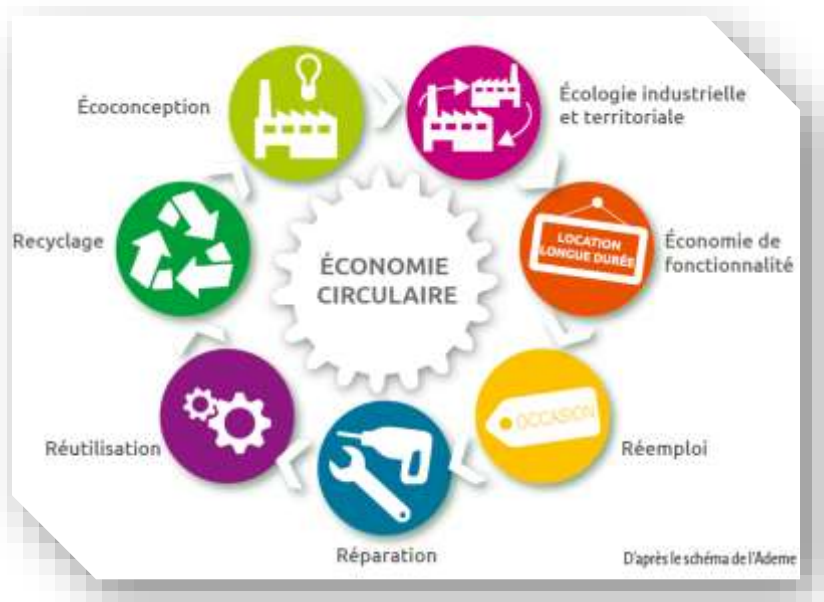 Écoconception
Écologie industrielle
et territoriale
Recyclage
LOCATION
LONGUE DURÉE
Économie de
fonctionnalité
ÉCONOMIE
CIRCULAIRE
OCCASION
Réutilisation
Réemploi
Réparation
D'après le schéma de l'Ademe